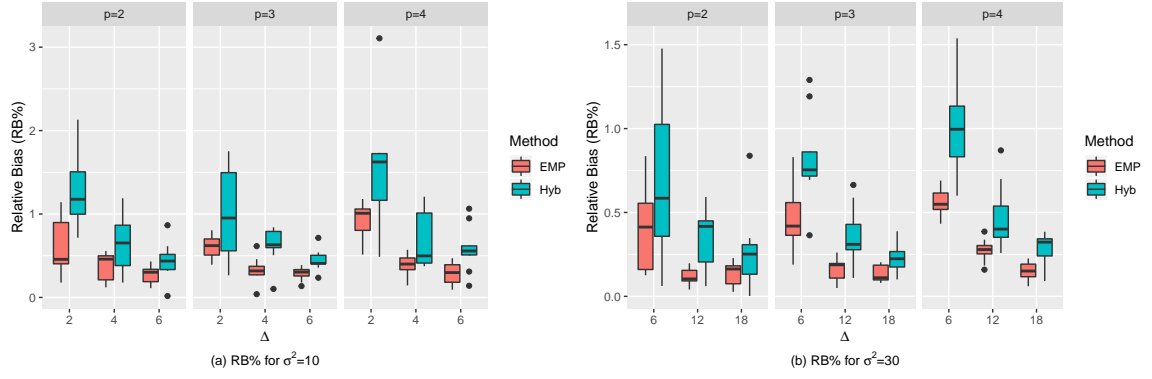 p=2 p=3 p=4
Relative Bias (RB%)
3
2
1
0
2 4 6 2 4 6 2 4 6
Δ
Method
EMP
Hyb
(a) RB% for σ²=10
p=2 p=3 p=4
Relative Bias (RB%)
1.5
1.0
0.5
0.0
6 12 18 6 12 18 6 12 18
Δ
Method
EMP
Hyb
(b) RB% for σ²=30